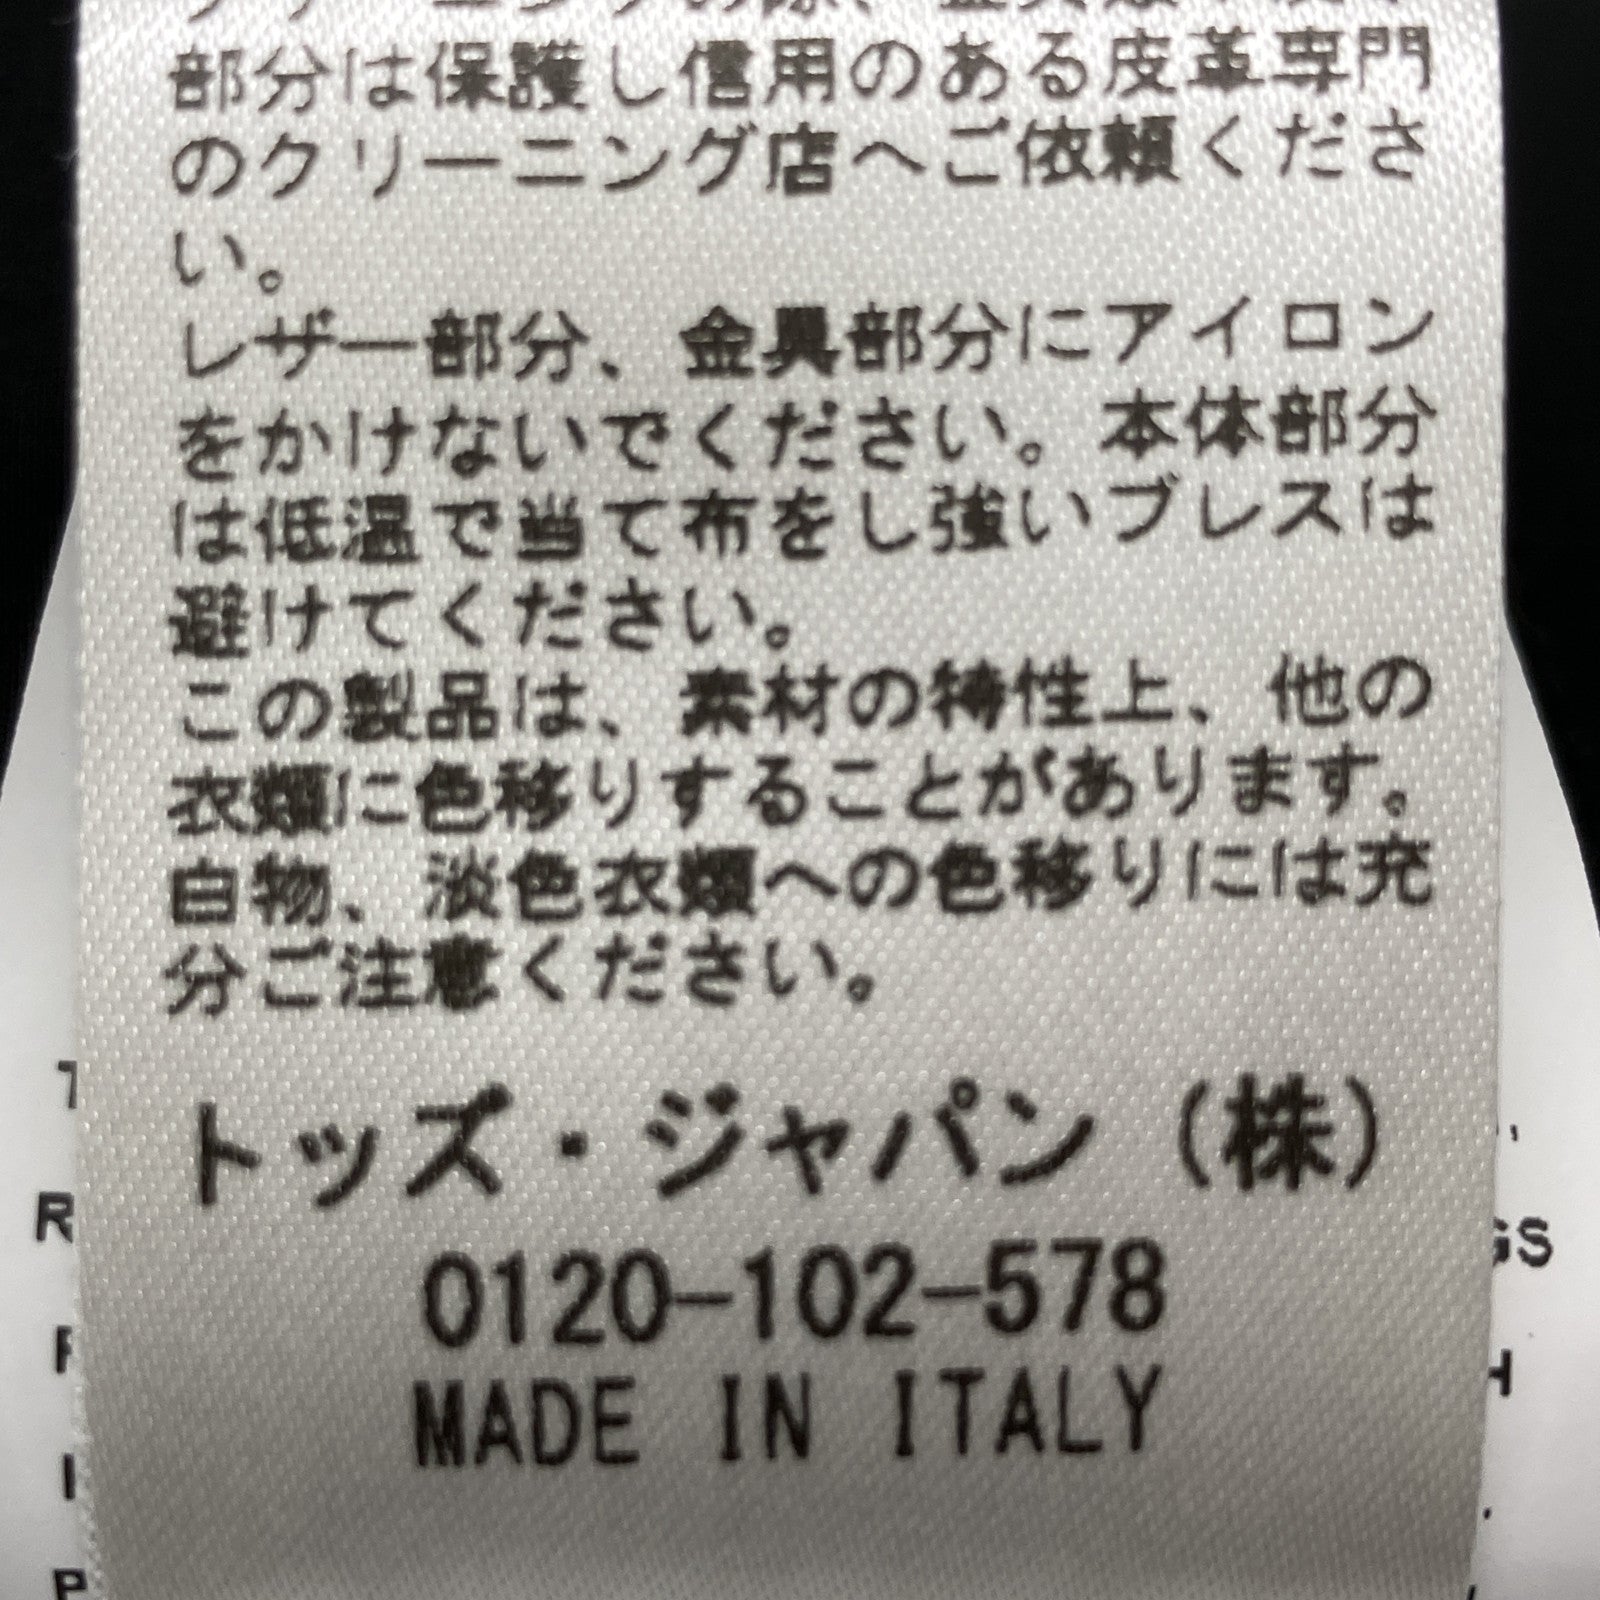 部分は保護し信用のある皮革専門
のクリーニング店へご依頼くださ
い。
レザー部分、金具部分にアイロン
をかけないでください。本体部分
は低温で当て布をし強いプレスは
避けてください。
この製品は、素材の特性上、他の
衣類に色移りすることがあります。
白物、淡色衣類への色移りには充
分ご注意ください。
トッズ・ジャパン（株）
0120-102-578
MADE IN ITALY